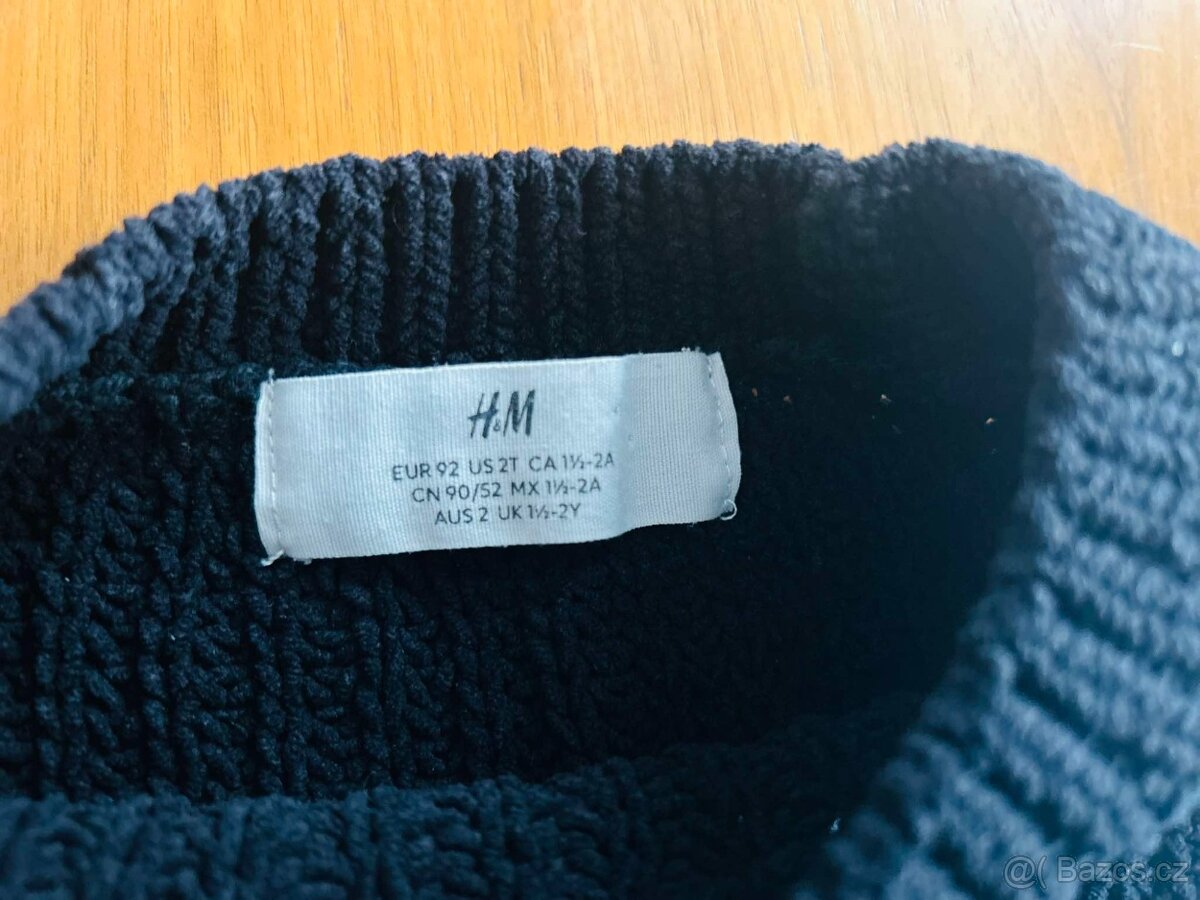 H&M
EUR 92 US 2T CA 1½-2A
CN 90/52 MX 1½-2A
AUS 2 UK 1½-2Y
@( Bazos.cz